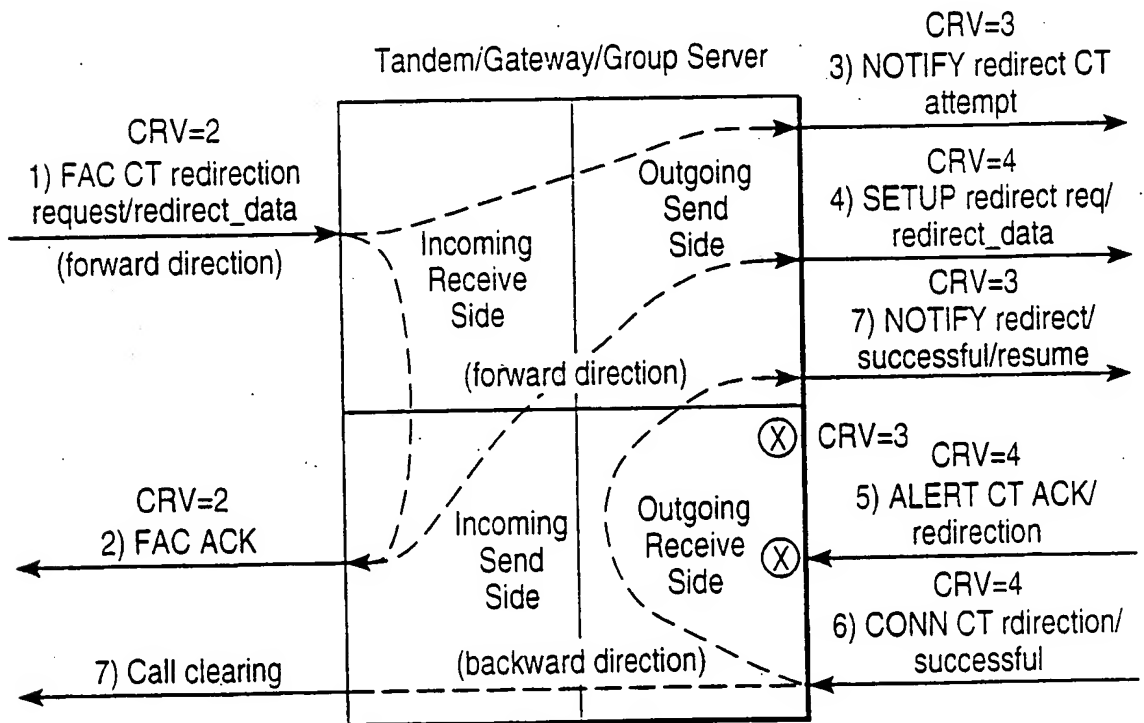 Tandem/Gateway/Group Server
CRV=2
1) FAC CT redirection
request/redirect_data
(forward direction)
CRV=3
3) NOTIFY redirect CT
attempt
CRV=4
4) SETUP redirect req/
redirect_data
CRV=3
7) NOTIFY redirect/
successful/resume
Incoming
Receive
Side
Outgoing
Send
Side
(forward direction)
CRV=2
2) FAC ACK
7) Call clearing
Incoming
Send
Side
Outgoing
Receive
Side
(backward direction)
X
CRV=3
CRV=4
5) ALERT CT ACK/
redirection
X
CRV=4
6) CONN CT rdirection/
successful